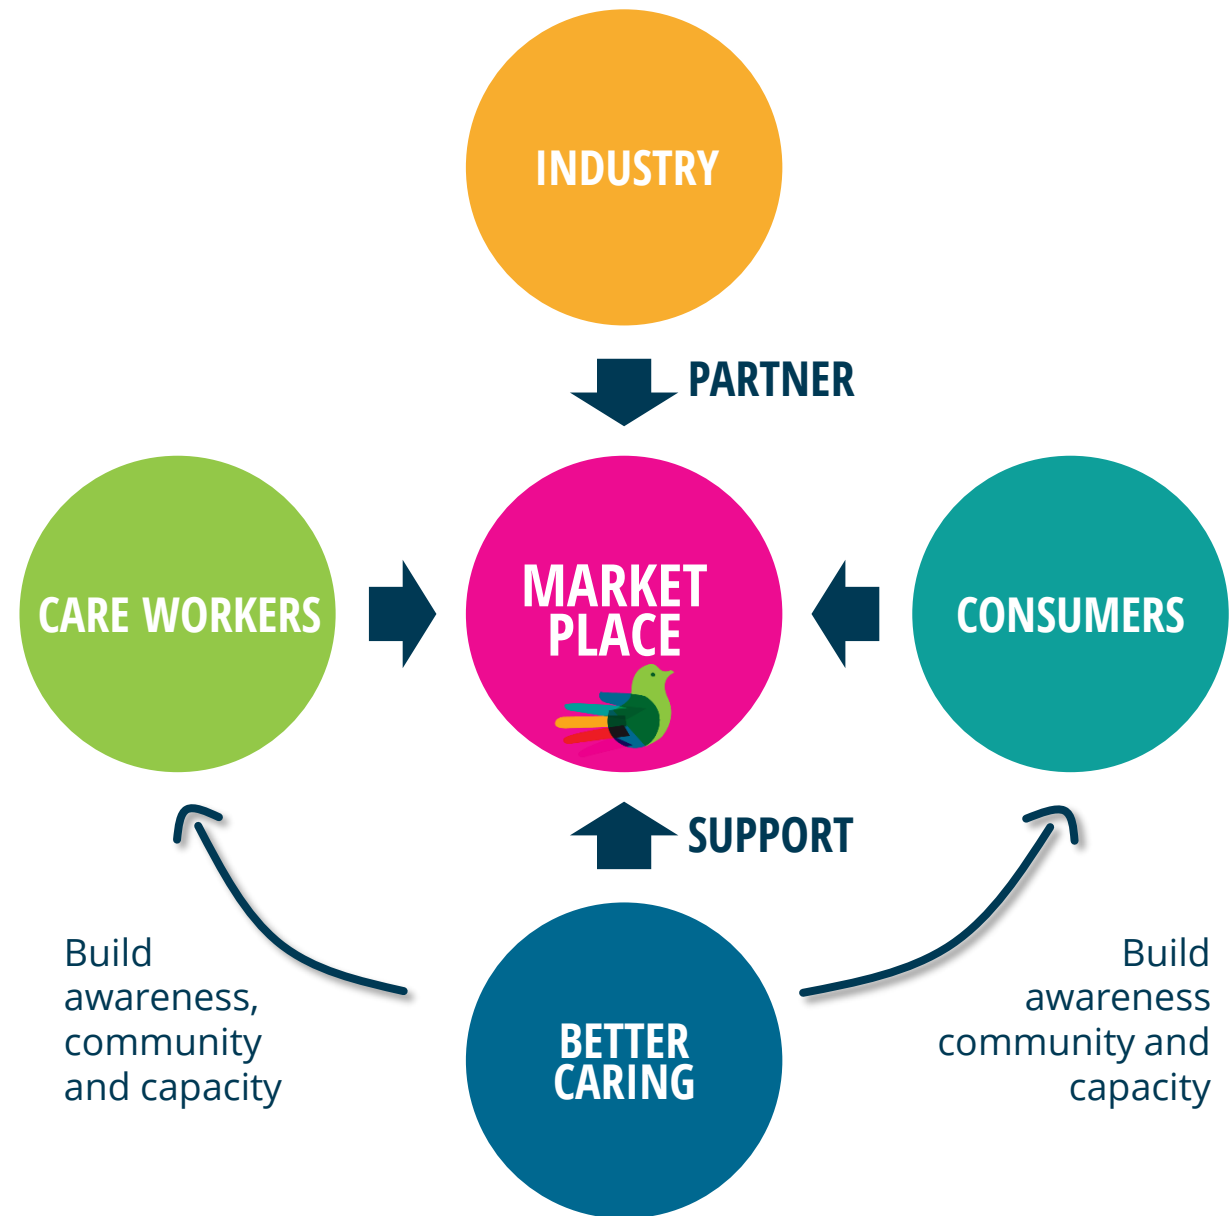 INDUSTRY
PARTNER
CARE WORKERS
MARKET
PLACE
CONSUMERS
SUPPORT
Build
awareness,
community
and capacity
Build
awareness
community and
capacity
BETTER
CARING